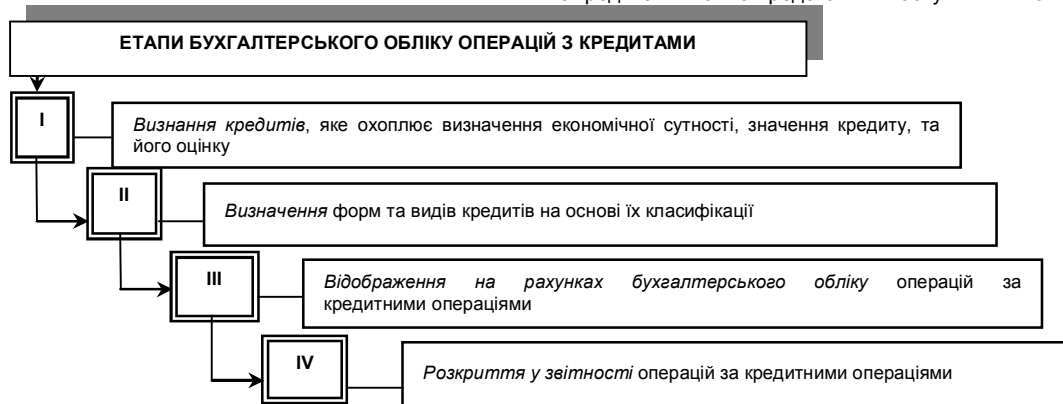 ЕТАПИ БУХГАЛТЕРСЬКОГО ОБЛІКУ ОПЕРАЦІЙ З КРЕДИТАМИ
I
Визнання кредитів, яке охоплює визначення економічної сутності, значення кредиту, та
його оцінку
II
Визначення форм та видів кредитів на основі їх класифікації
III
Відображення на рахунках бухгалтерського обліку операцій за
кредитними операціями
IV
Розкриття у звітності операцій за кредитними операціями